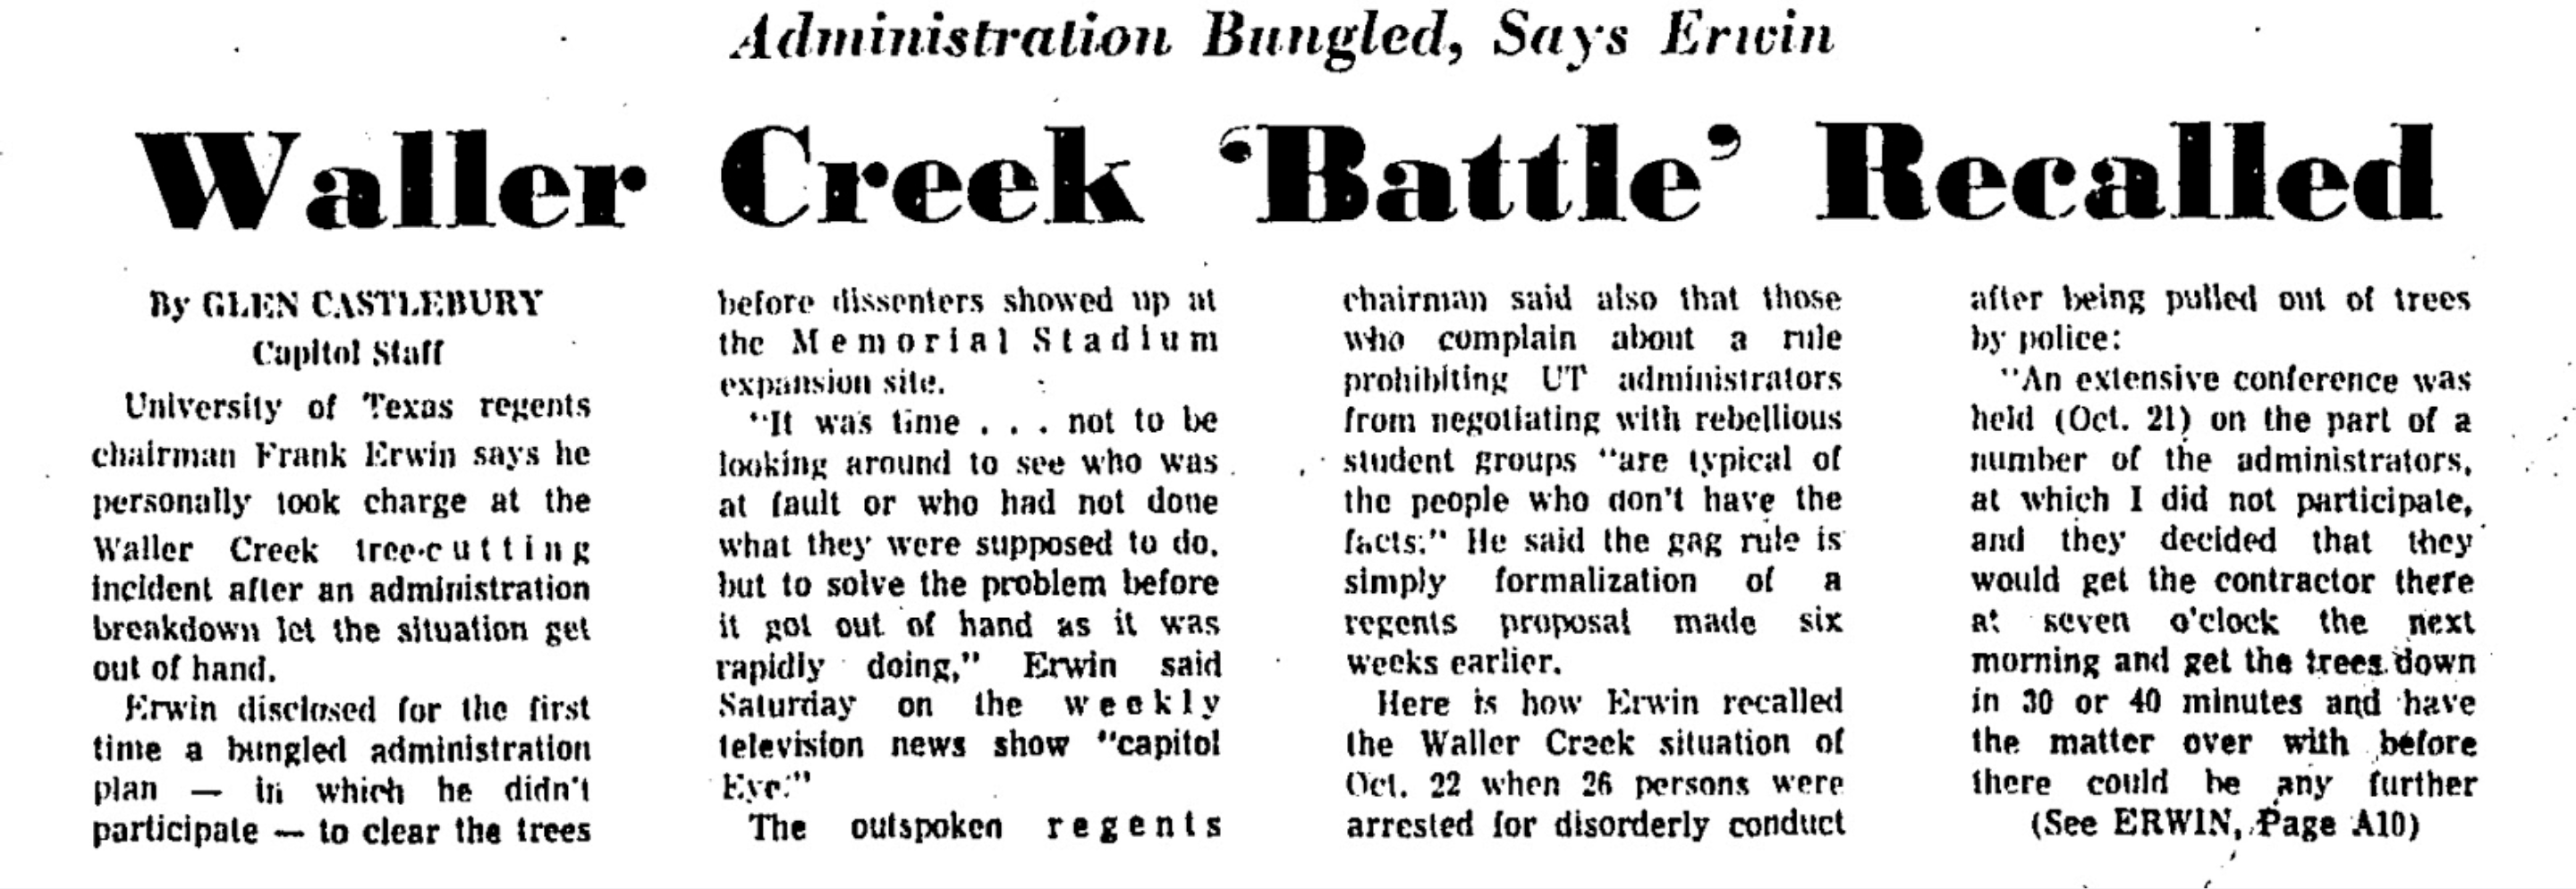 Administration Bungled, Says Erwin
Waller Creek ‘Battle’ Recalled
By GLEN CASTLEBURY
Capitol Staff
University of Texas regents
chairman Frank Erwin says he
personally took charge at the
Waller Creek tree-cutting
incident after an administration
breakdown let the situation get
out of hand.
Erwin disclosed for the first
time a bungled administration
plan — in which he didn't
participate — to clear the trees
before dissenters showed up at
the Memorial Stadium
expansion site.
"It was time . . . not to be
looking around to see who was
at fault or who had not done
what they were supposed to do,
but to solve the problem before
it got out of hand as it was
rapidly doing," Erwin said
Saturday on the weekly
television news show "capitol
Eye."
The outspoken regents
chairman said also that those
who complain about a rule
prohibiting UT administrators
from negotiating with rebellious
student groups "are typical of
the people who don't have the
facts." He said the gag rule is
simply formalization of a
regents proposal made six
weeks earlier.
Here is how Erwin recalled
the Waller Creek situation of
Oct. 22 when 26 persons were
arrested for disorderly conduct
after being pulled out of trees
by police:
"An extensive conference was
held (Oct. 21) on the part of a
number of the administrators,
at which I did not participate,
and they decided that they
would get the contractor there
at seven o'clock the next
morning and get the trees down
in 30 or 40 minutes and have
the matter over with before
there could be any further
(See ERWIN, Page A10)